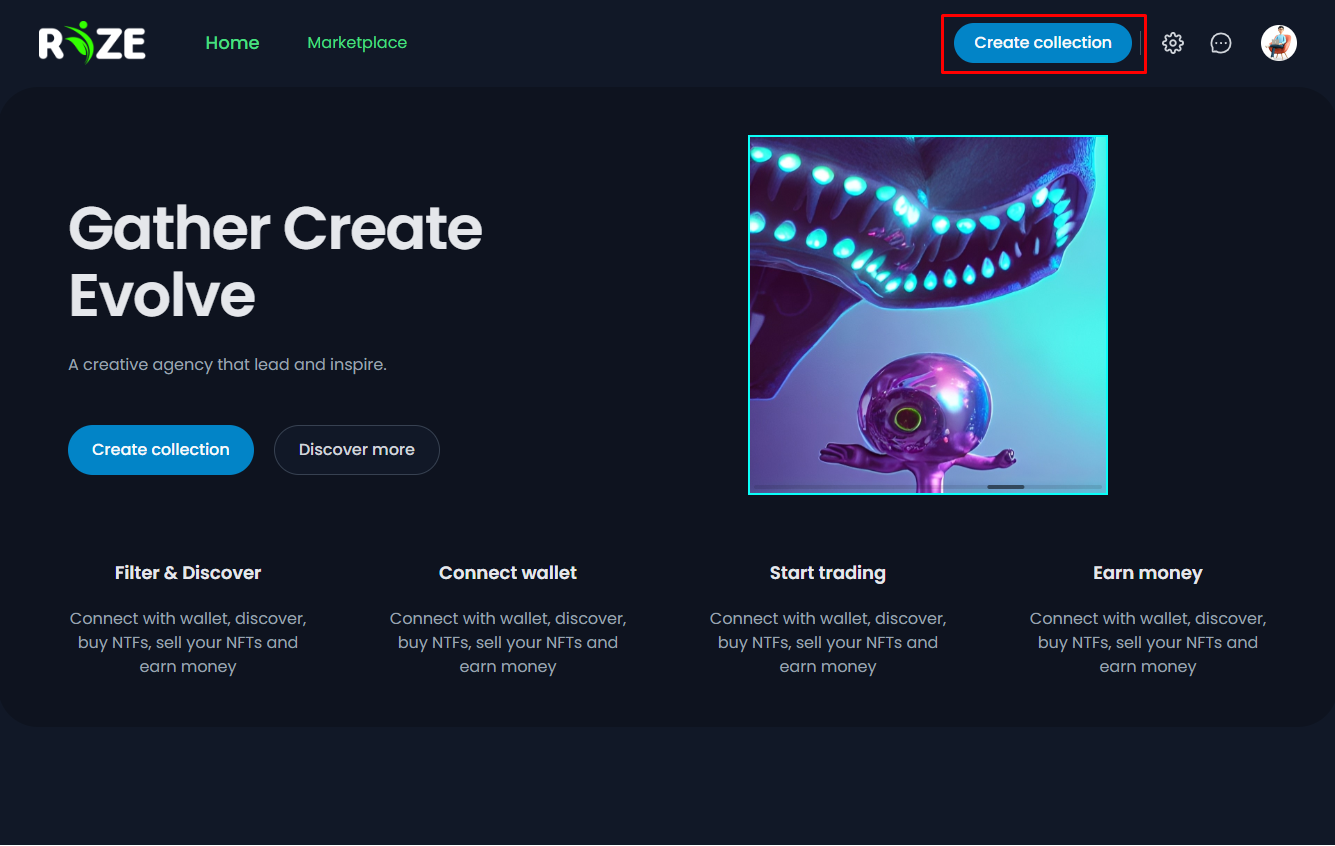 RIZE
Home
Marketplace
Create collection
Gather Create
Evolve
A creative agency that lead and inspire.
Create collection
Discover more
Filter & Discover
Connect with wallet, discover,
buy NTFs, sell your NFTs and
earn money
Connect wallet
Connect with wallet, discover,
buy NTFs, sell your NFTs and
earn money
Start trading
Connect with wallet, discover,
buy NTFs, sell your NFTs and
earn money
Earn money
Connect with wallet, discover,
buy NTFs, sell your NFTs and
earn money